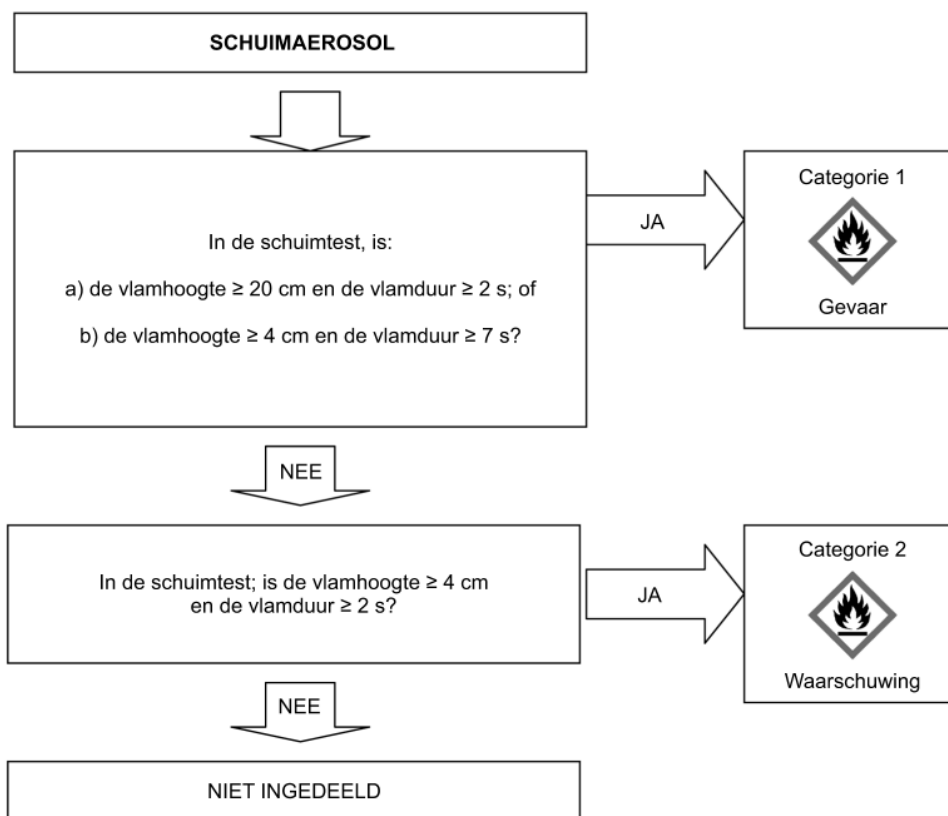 SCHUIMAEROSOL
In de schuimtest, is:
a) de vlamhoogte ≥ 20 cm en de vlamduur ≥ 2 s; of
b) de vlamhoogte ≥ 4 cm en de vlamduur ≥ 7 s?
JA
Categorie 1
Gevaar
NEE
In de schuimtest; is de vlamhoogte ≥ 4 cm
en de vlamduur ≥ 2 s?
JA
Categorie 2
Waarschuwing
NEE
NIET INGEDEELD